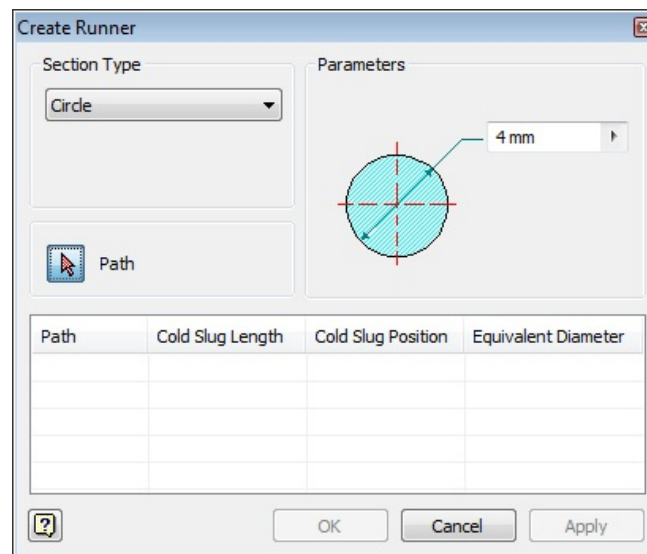 Create Runner
Section Type
Circle
Parameters
4 mm
Path
Path Cold Slug Length Cold Slug Position Equivalent Diameter
OK Cancel Apply